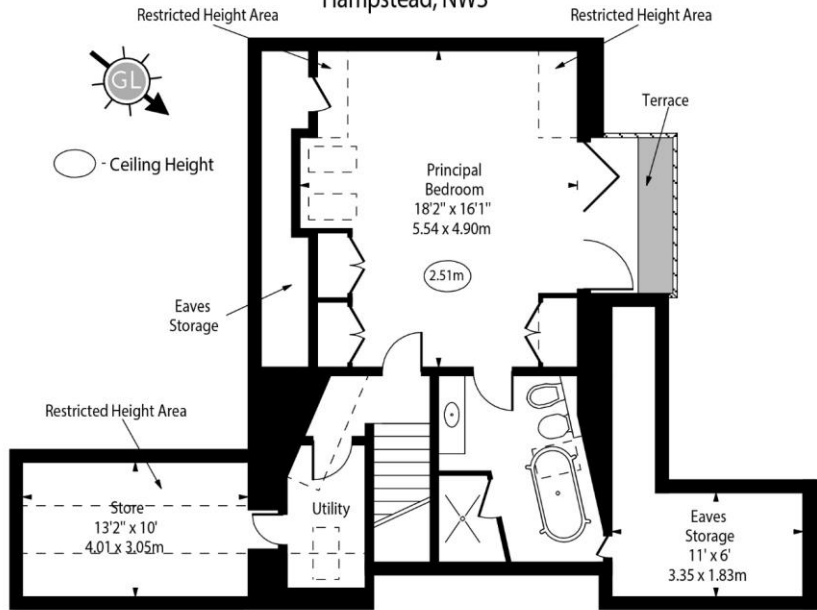 Hampstead, NW3
Restricted Height Area
Restricted Height Area
GL
Terrace
- Ceiling Height
Principal
Bedroom
18'2" x 16'1"
5.54 x 4.90m
2.51m
Eaves
Storage
Restricted Height Area
Store
13'2" x 10'
4.01 x 3.05m
Utility
Eaves
Storage
11' x 6'
3.35 x 1.83m